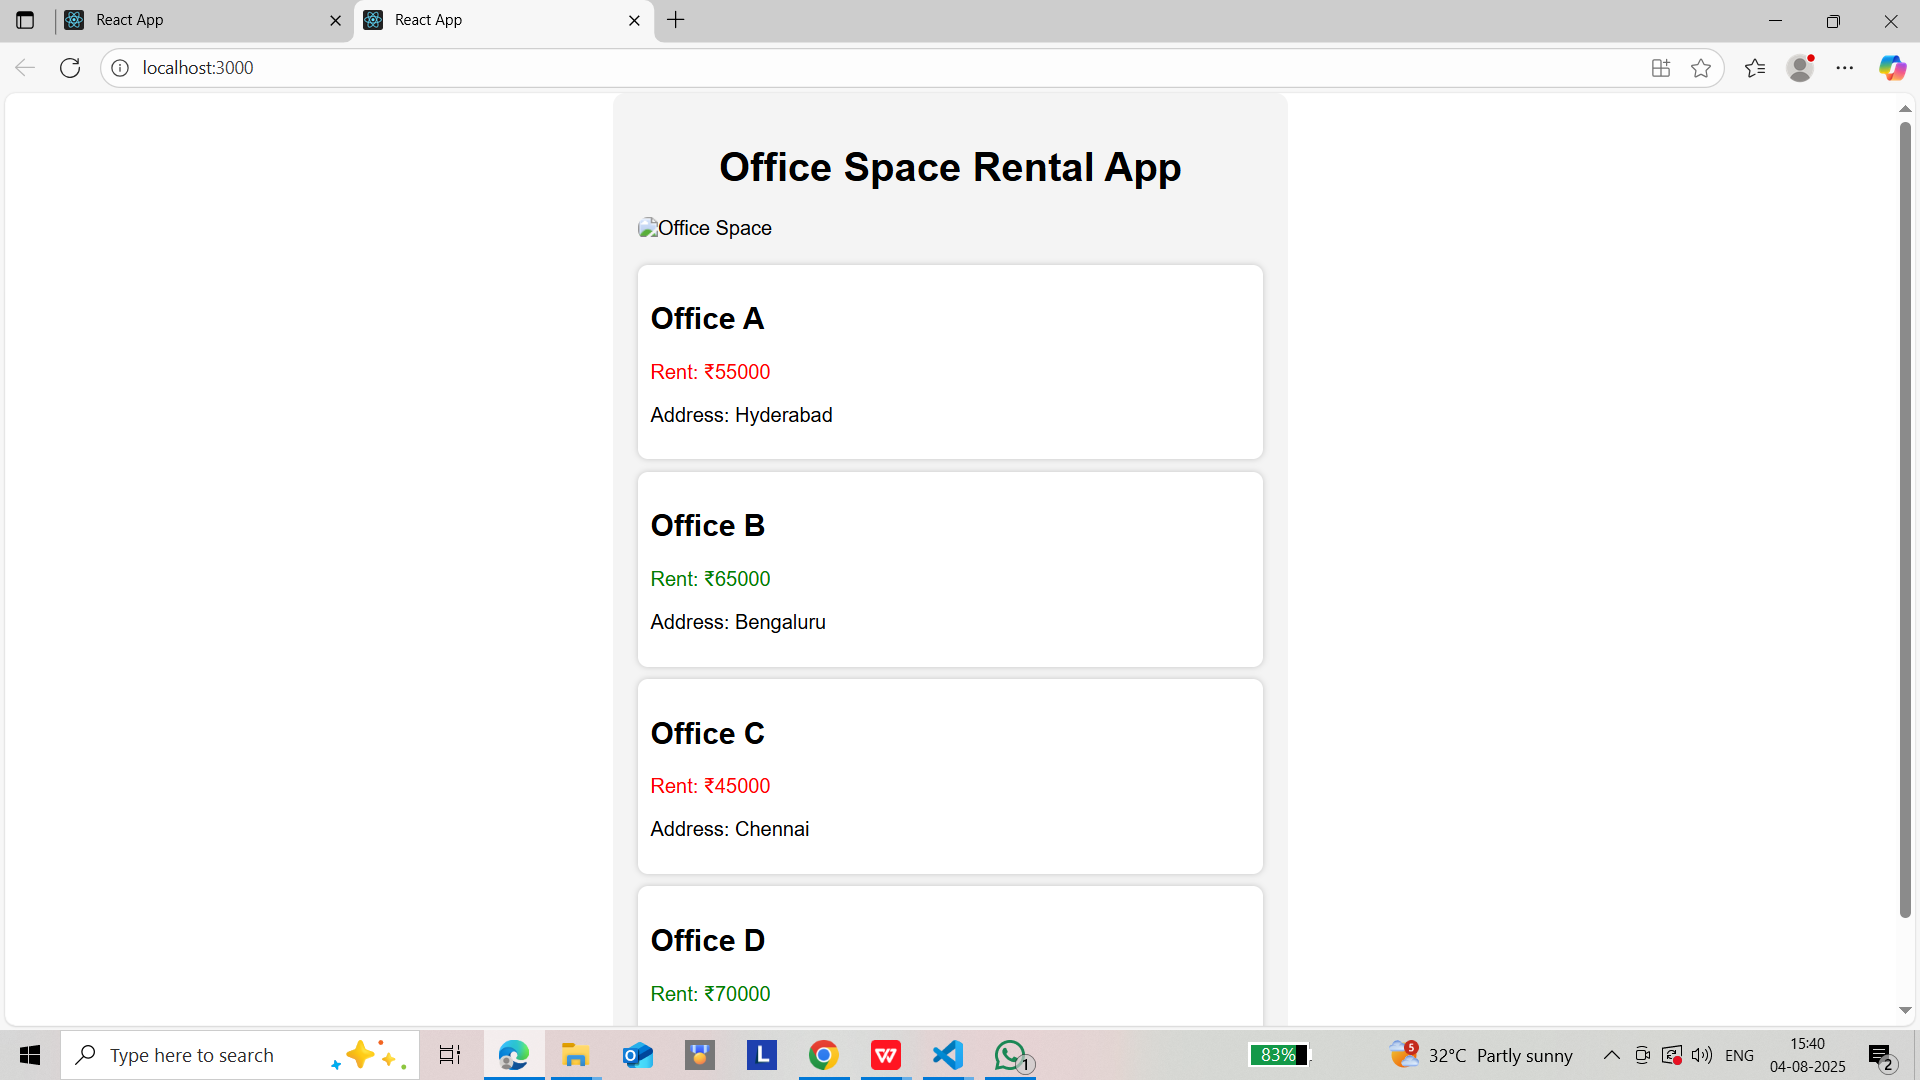 React App
React App
localhost:3000
Office Space Rental App
Office Space
Office A
Rent: ₹55000
Address: Hyderabad
Office B
Rent: ₹65000
Address: Bengaluru
Office C
Rent: ₹45000
Address: Chennai
Office D
Rent: ₹70000
Type here to search
L
W
1
83%
5
32°C Partly sunny
ENG
15:40
04-08-2025
2